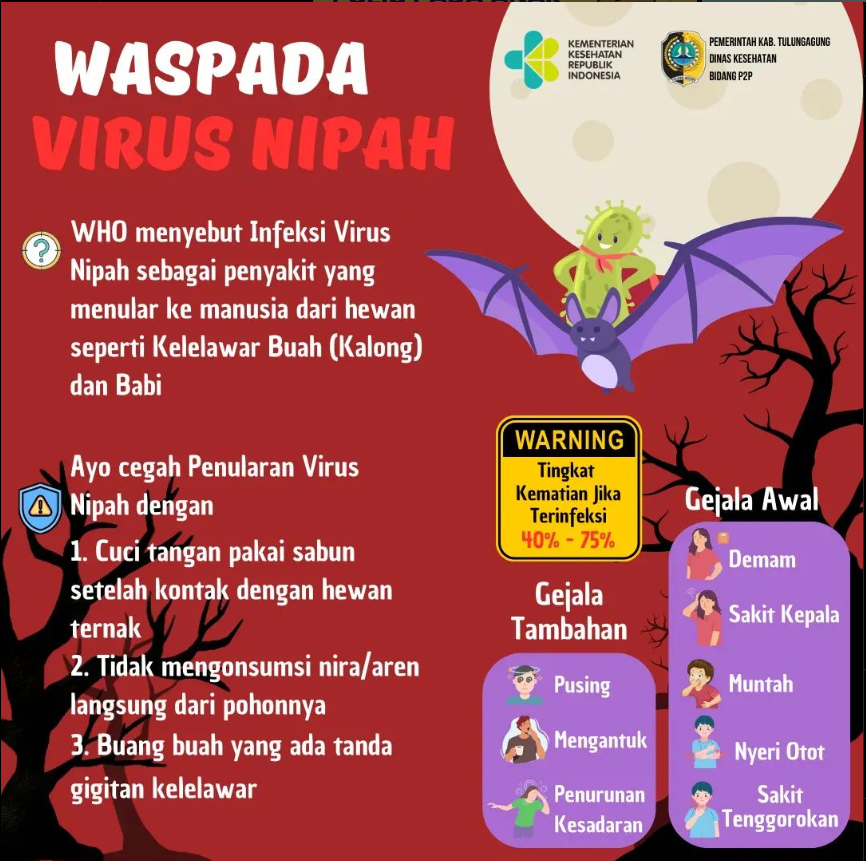 WASPADA
VIRUS NIPAH
KEMENTERIAN
KESEHATAN
REPUBLIK
INDONESIA
PEMERINTAH KAB. TULUNGAGUNG
DINAS KESEHATAN
BIDANG P2P
WHO menyebut Infeksi Virus
Nipah sebagai penyakit yang
menular ke manusia dari hewan
seperti Kelelawar Buah (Kalong)
dan Babi
Ayo cegah Penularan Virus
Nipah dengan
1. Cuci tangan pakai sabun
setelah kontak dengan hewan
ternak
2. Tidak mengonsumsi nira/aren
langsung dari pohonnya
3. Buang buah yang ada tanda
gigitan kelelawar
WARNING
Tingkat
Kematian Jika
Terinfeksi
40% - 75%
Gejala
Tambahan
Pusing
Mengantuk
Penurunan
Kesadaran
Gejala Awal
Demam
Sakit Kepala
Muntah
Nyeri Otot
Sakit
Tenggorokan